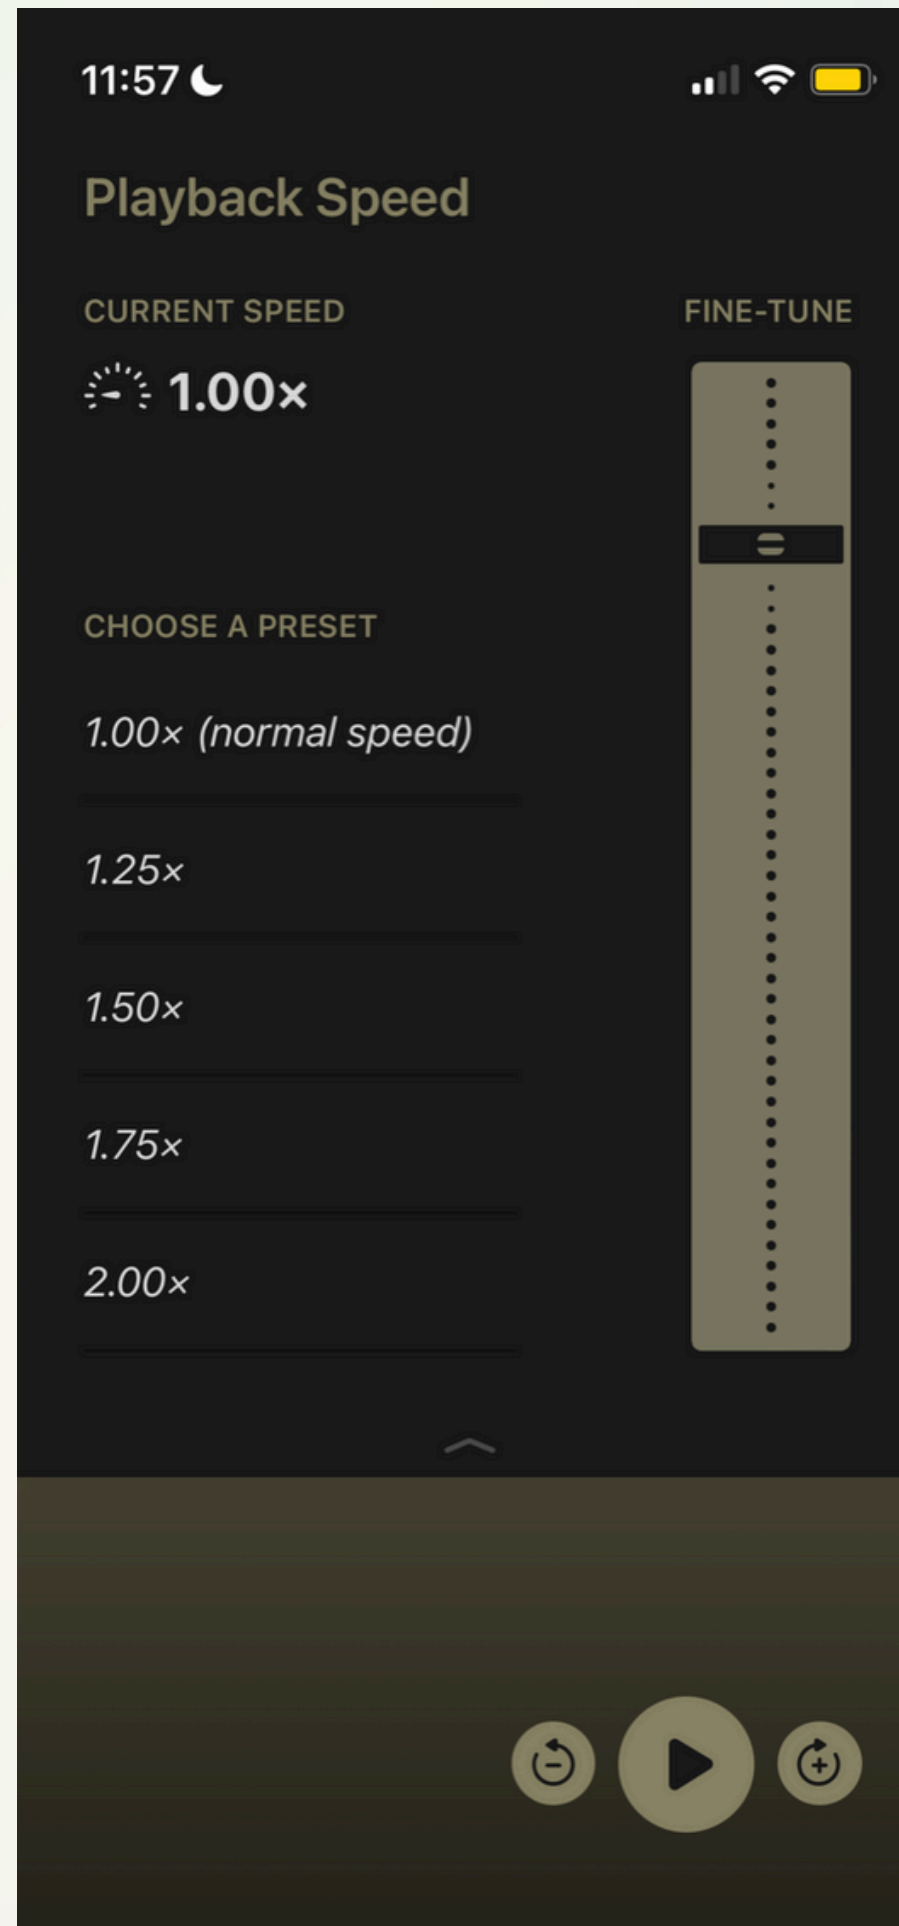 11:57
Playback Speed
CURRENT SPEED
1.00×
FINE-TUNE
CHOOSE A PRESET
1.00× (normal speed)
1.25×
1.50×
1.75×
2.00×